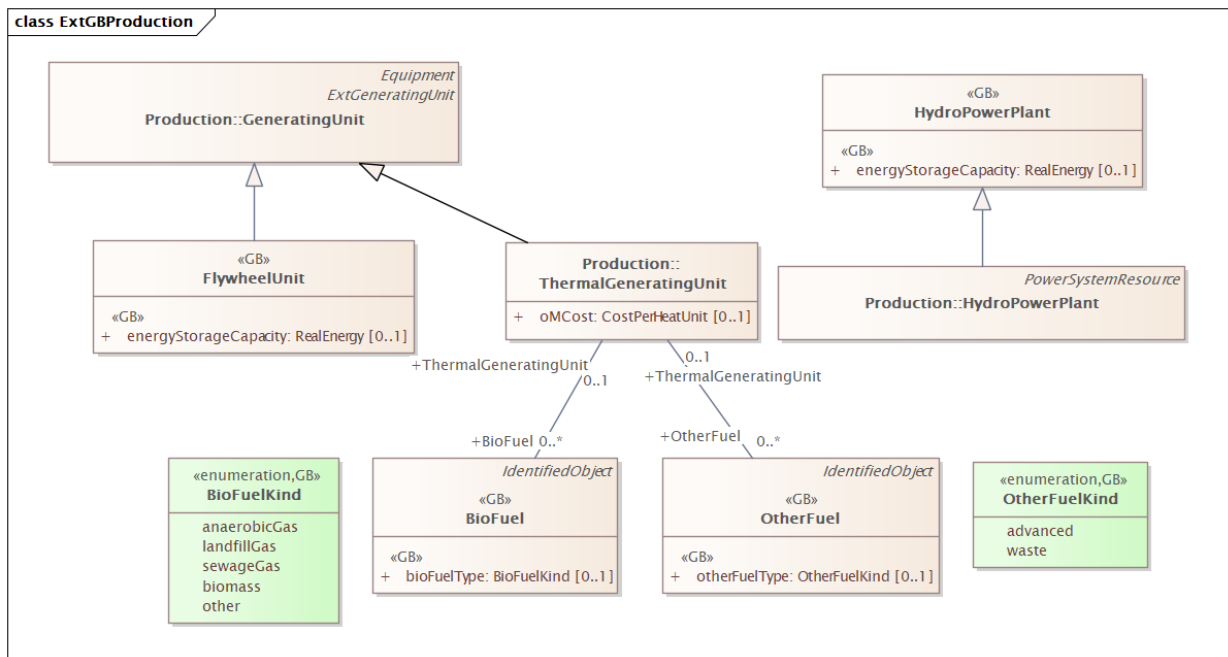 class ExtGBProduction
Equipment
ExtGeneratingUnit
Production::GeneratingUnit
«GB»
HydroPowerPlant
«GB»
+ energyStorageCapacity: RealEnergy [0..1]
«GB»
FlywheelUnit
«GB»
+ energyStorageCapacity: RealEnergy [0..1]
Production::
ThermalGeneratingUnit
+ oMCost: CostPerHeatUnit [0..1]
PowerSystemResource
Production::HydroPowerPlant
+ThermalGeneratingUnit
0..1
0..1
+ThermalGeneratingUnit
+BioFuel 0..*
+OtherFuel 0..*
«enumeration,GB»
BioFuelKind
anaerobicGas
landfillGas
sewageGas
biomass
other
IdentifiedObject
«GB»
BioFuel
«GB»
+ bioFuelType: BioFuelKind [0..1]
IdentifiedObject
«GB»
OtherFuel
«GB»
+ otherFuelType: OtherFuelKind [0..1]
«enumeration,GB»
OtherFuelKind
advanced
waste